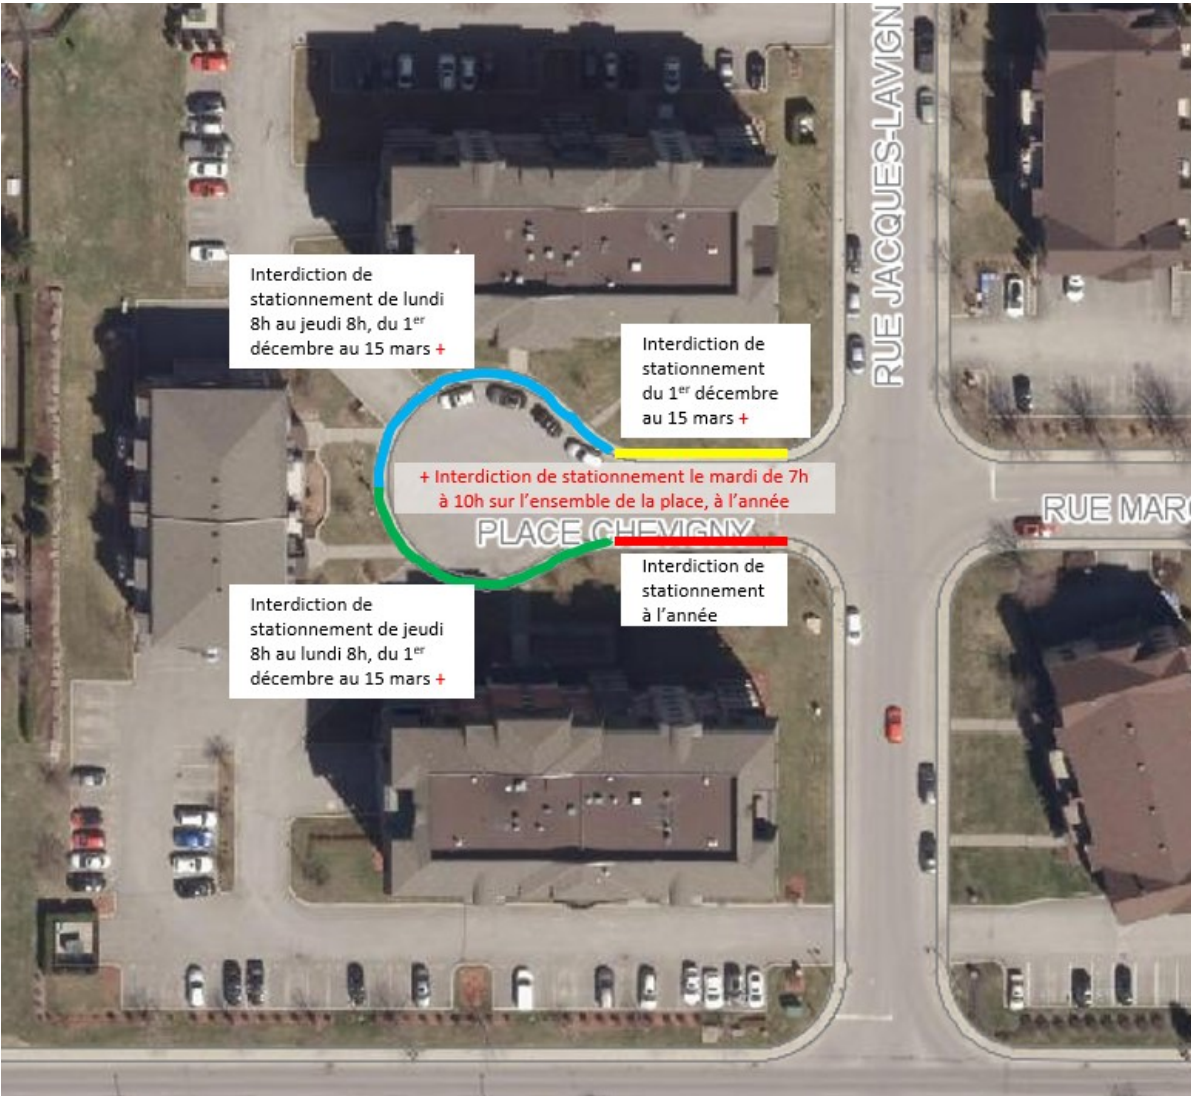 RUE JACQUES-LAVIGN
Interdiction de
stationnement de lundi
8h au jeudi 8h, du 1er
décembre au 15 mars +
Interdiction de
stationnement
du 1er décembre
au 15 mars +
+ Interdiction de stationnement le mardi de 7h
à 10h sur l’ensemble de la place, à l’année
PLACE CHEVIGNY
RUE MARC
Interdiction de
stationnement
à l’année
Interdiction de
stationnement de jeudi
8h au lundi 8h, du 1er
décembre au 15 mars +